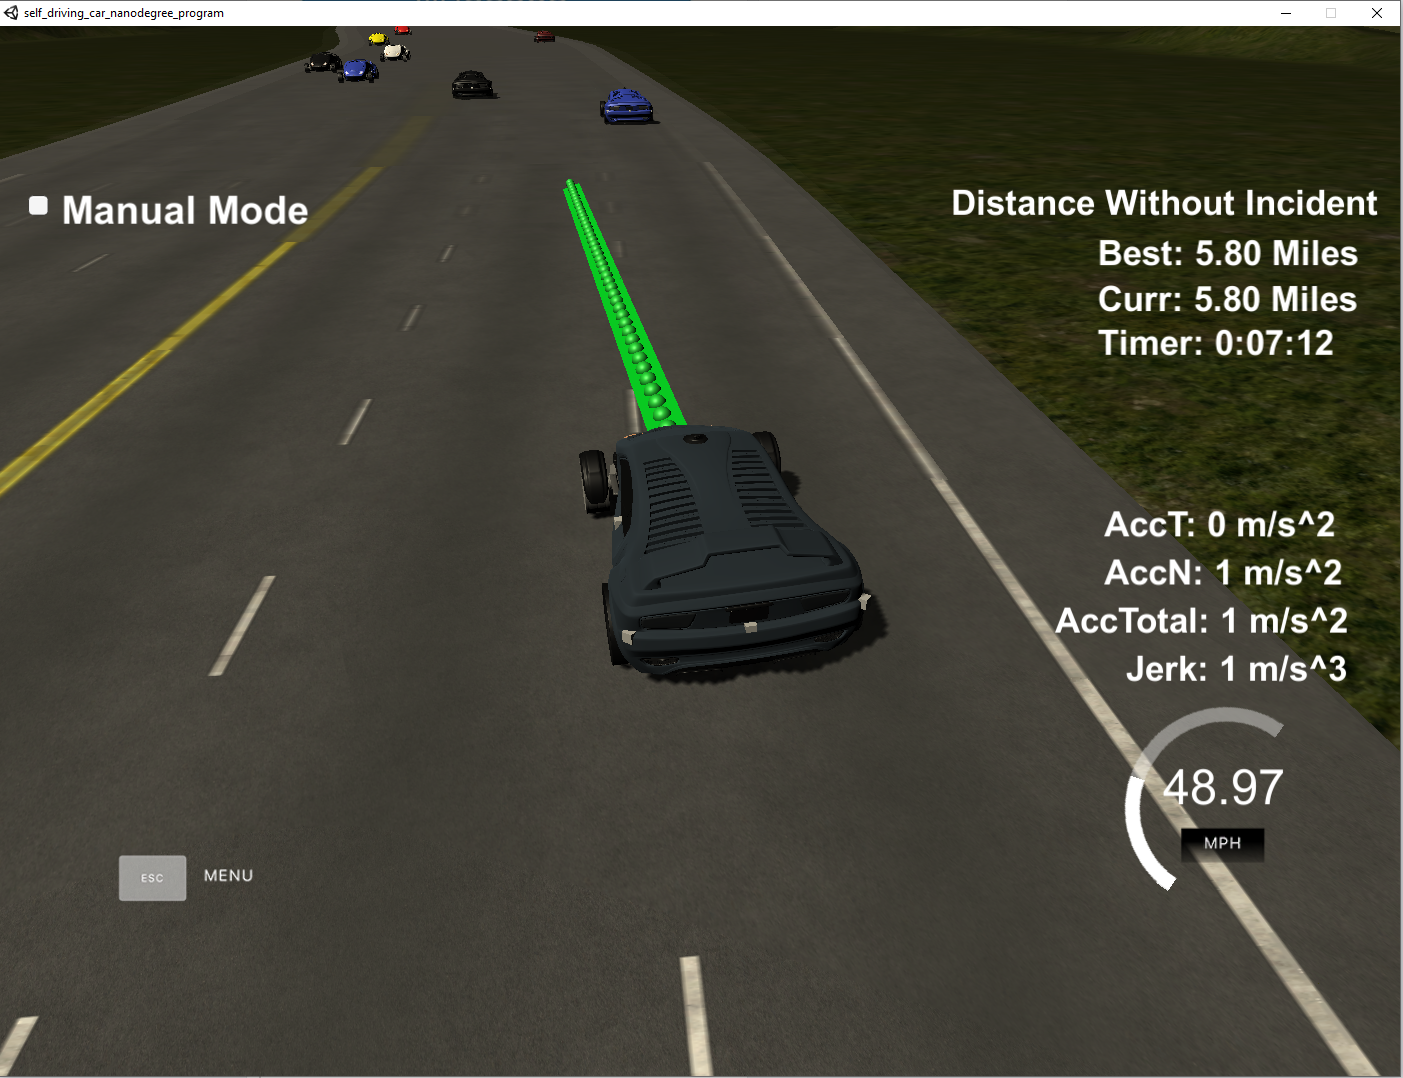 self_driving_car_nanodegree_program
Manual Mode
Distance Without Incident
Best: 5.80 Miles
Curr: 5.80 Miles
Timer: 0:07:12
AccT: 0 m/s^2
AccN: 1 m/s^2
AccTotal: 1 m/s^2
Jerk: 1 m/s^3
48.97
MPH
ESC MENU